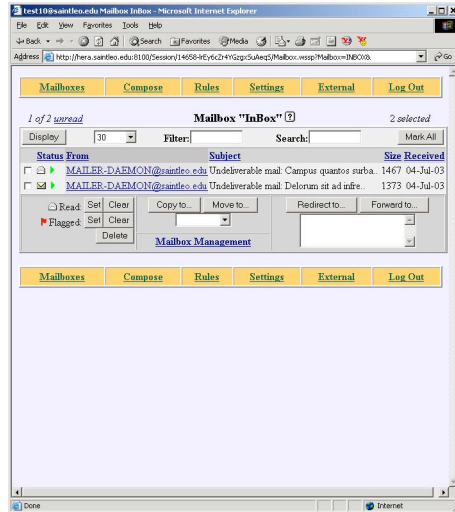 test10@saintleo.edu Mailbox InBox - Microsoft Internet Explorer
File Edit View Favorites Tools Help
Back Search Favorites Media
Address http://hera.saintleo.edu:8100/Session/14658-lrEy6cZr4YGzgx5uAeq5/Mailbox.wssp?Mailbox=INBOX& Go
Mailboxes Compose Rules Settings External Log Out
1 of 2 unread Mailbox "InBox" ? 2 selected
Display 30 Filter: Search: Mark All
Status From Subject Size Received
MAILER-DAEMON@saintleo.edu Undeliverable mail: Campus quantos surba.. 1467 04-Jul-03
MAILER-DAEMON@saintleo.edu Undeliverable mail: Delorum sit ad infre.. 1373 04-Jul-03
Read: Set Clear Copy to... Move to... Redirect to... Forward to...
Flagged: Set Clear
Delete Mailbox Management
Mailboxes Compose Rules Settings External Log Out
Done Internet